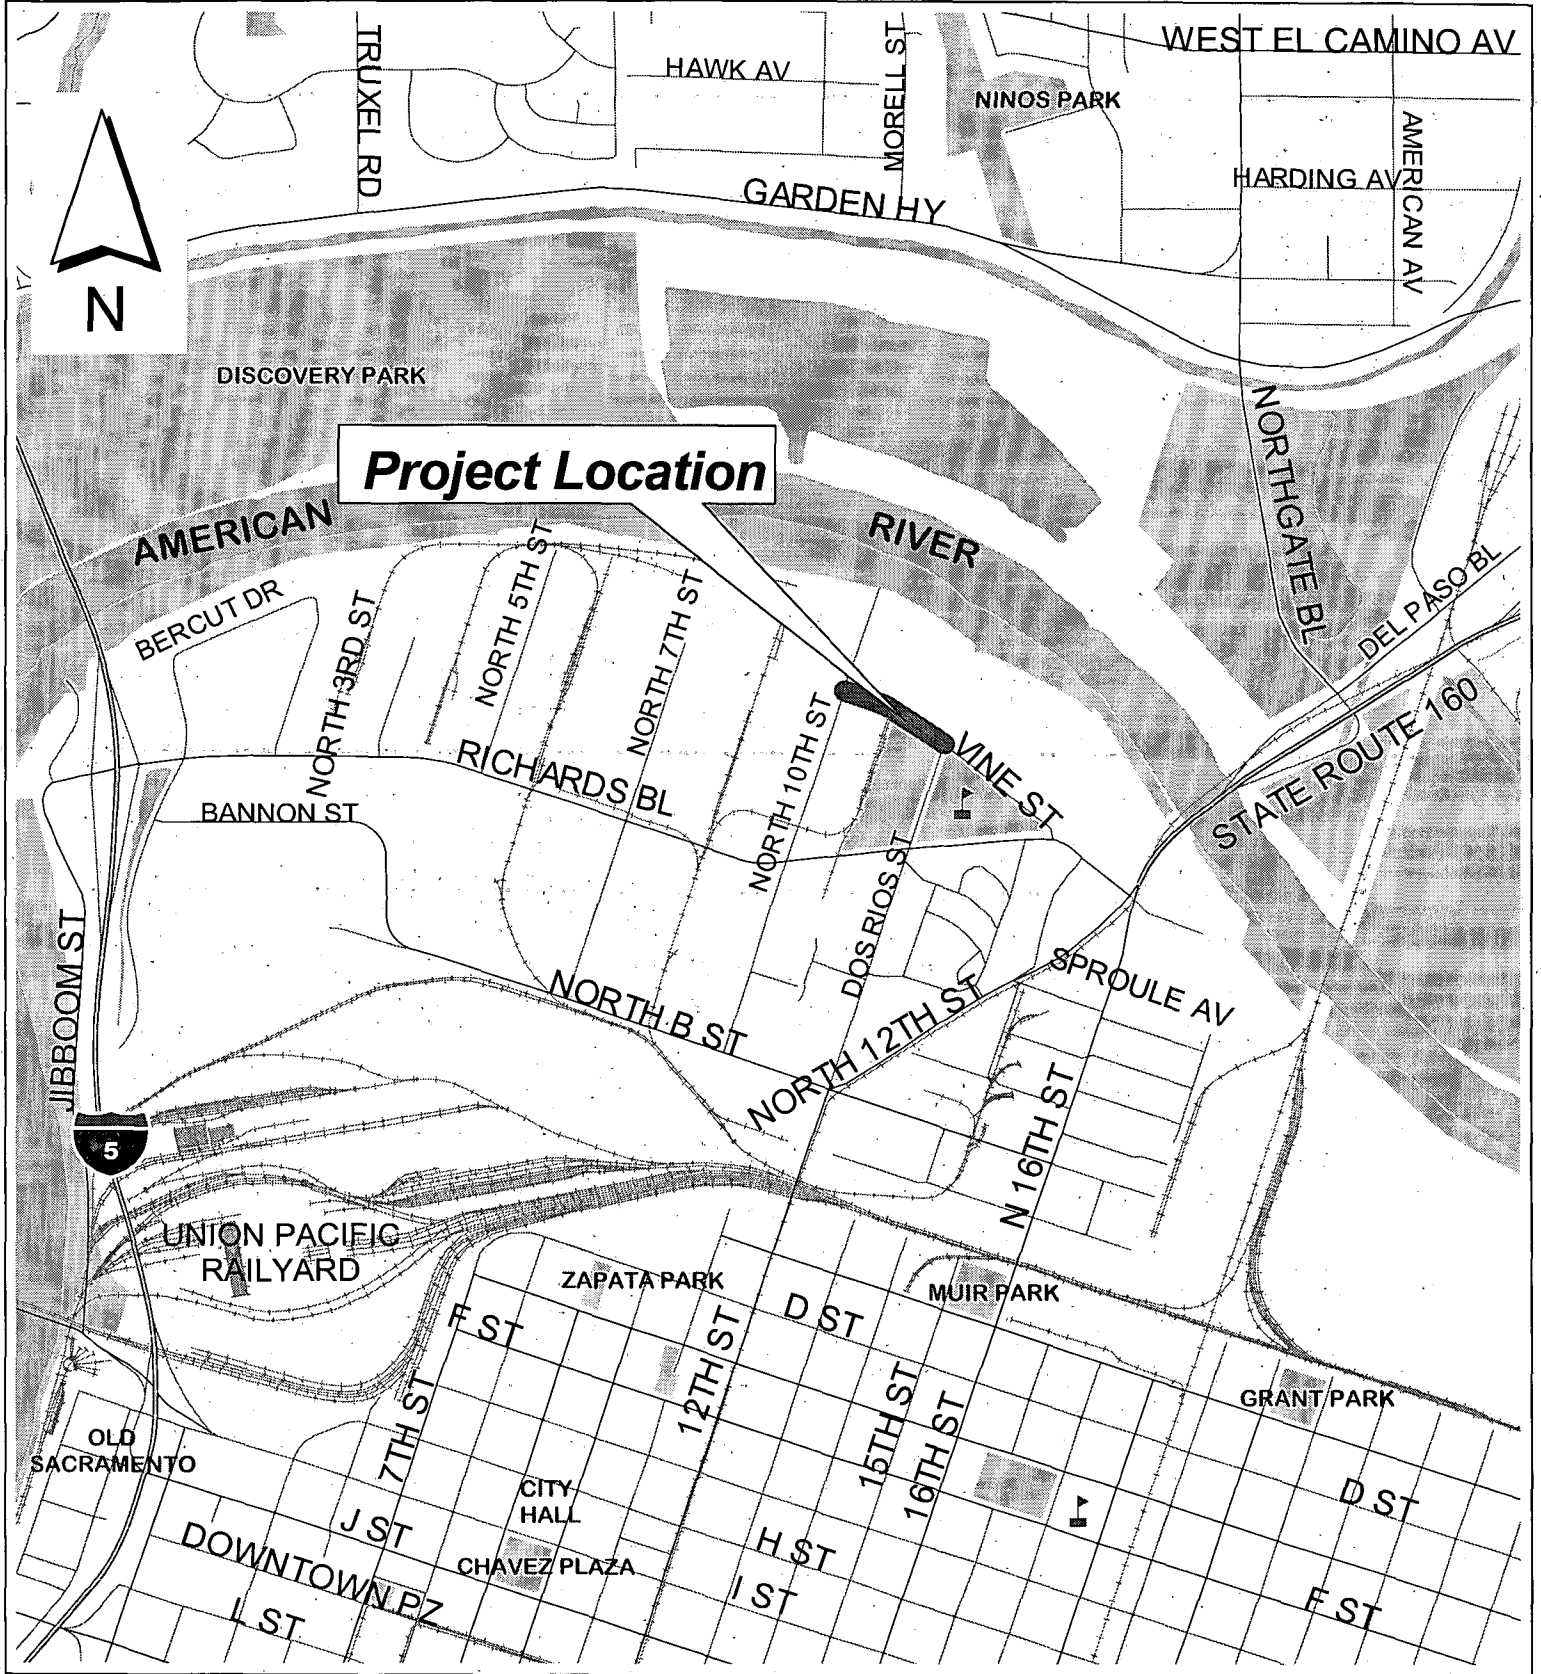 WEST EL CAMINO AV
TRUXEL RD
HAWK AV
MORELL ST
NINOS PARK
AMERICAN AV
HARDING AV
GARDEN HY
N
DISCOVERY PARK
NORTHGATE BL
Project Location
AMERICAN
RIVER
DEL PASO BL
BERCUT DR
NORTH 3RD ST
NORTH 5TH ST
NORTH 7TH ST
NORTH 10TH ST
STATE ROUTE 160
VINE ST
RICHARDS BL
BANNON ST
DOS RIOS ST
JIBBOOM ST
SPROULE AV
NORTH B ST
NORTH 12TH ST
N 16TH ST
5
UNION PACIFIC
RAILYARD
ZAPATA PARK
MUIR PARK
F ST
D ST
12TH ST
7TH ST
15TH ST
16TH ST
GRANT PARK
OLD
SACRAMENTO
CITY
HALL
D ST
J ST
H ST
DOWNTOWN PZ
CHAVEZ PLAZA
I ST
F ST
L ST